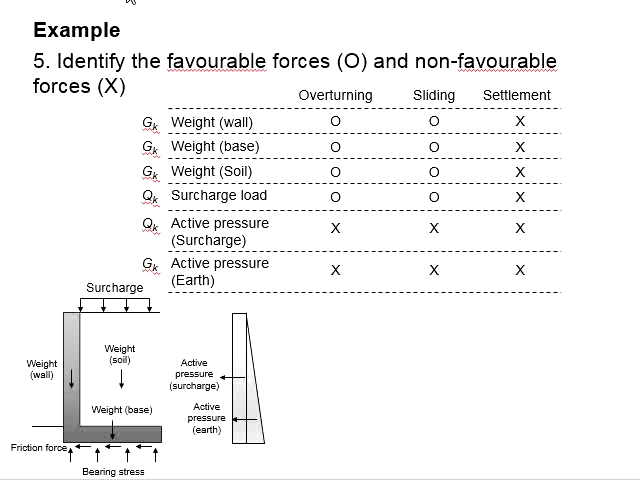 Example
5. Identify the favourable forces (O) and non-favourable
forces (X)
Overturning Sliding Settlement
Gk Weight (wall) O O X
Gk Weight (base) O O X
Gk Weight (Soil) O O X
Qk Surcharge load O O X
Qk Active pressure
(Surcharge) X X X
Gk Active pressure
(Earth) X X X
Surcharge
Weight
(wall)
Weight
(soil)
Weight (base)
Friction force
Bearing stress
Active
pressure
(surcharge)
Active
pressure
(earth)